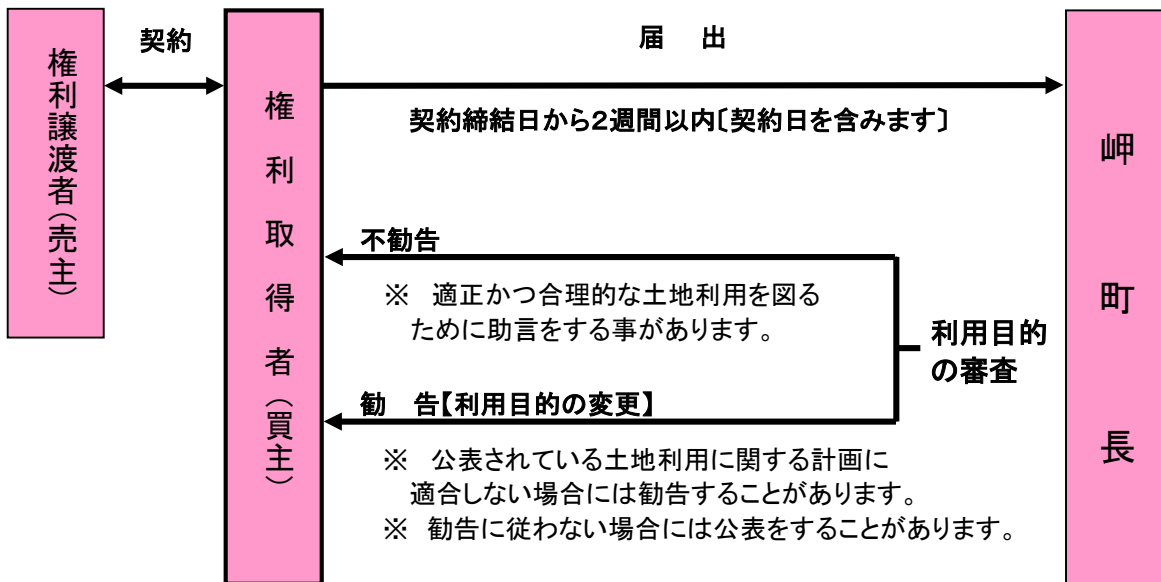 権利譲渡者(売主)
契約
権利取得者(買主)
届 出
契約締結日から2週間以内〔契約日を含みます〕
岬町長
不勧告
※ 適正かつ合理的な土地利用を図る
ために助言をする事があります。
利用目的
の審査
勧 告【利用目的の変更】
※ 公表されている土地利用に関する計画に
適合しない場合には勧告することがあります。
※ 勧告に従わない場合には公表をすることがあります。